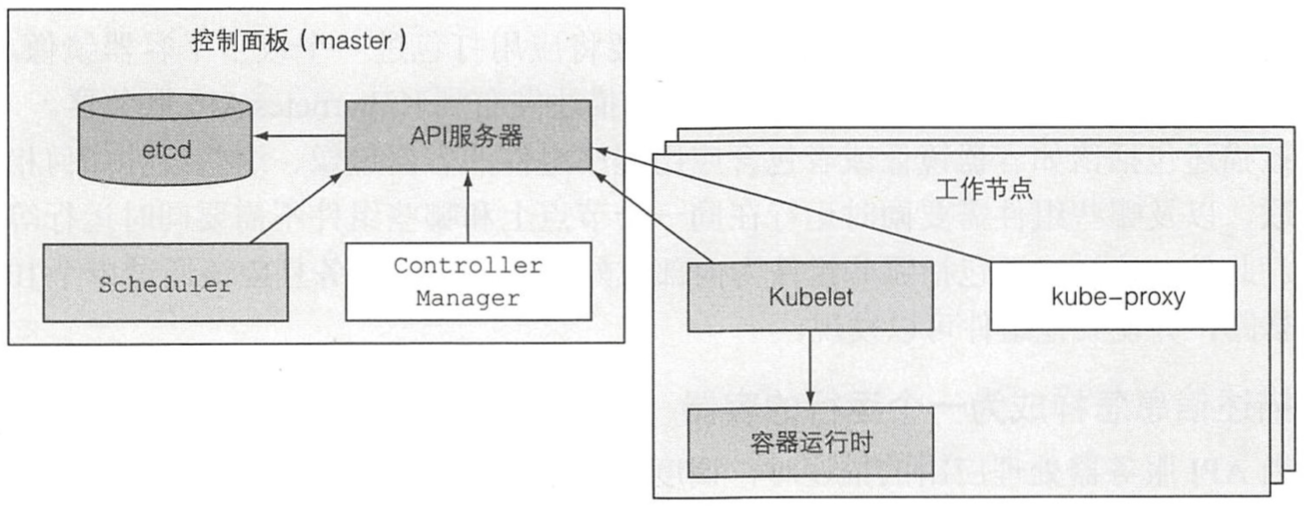 控制面板（master）
etcd
API服务器
Scheduler
Controller
Manager
工作节点
Kubelet
kube-proxy
容器运行时